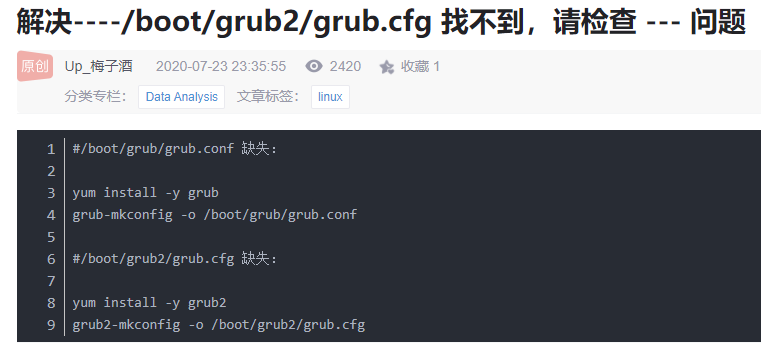 解决----/boot/grub2/grub.cfg 找不到，请检查 --- 问题
原创 Up_梅子酒 2020-07-23 23:35:55 2420 收藏 1
分类专栏： Data Analysis 文章标签： linux
1 #/boot/grub/grub.conf 缺失：
2
3 yum install -y grub
4 grub-mkconfig -o /boot/grub/grub.conf
5
6 #/boot/grub2/grub.cfg 缺失：
7
8 yum install -y grub2
9 grub2-mkconfig -o /boot/grub2/grub.cfg